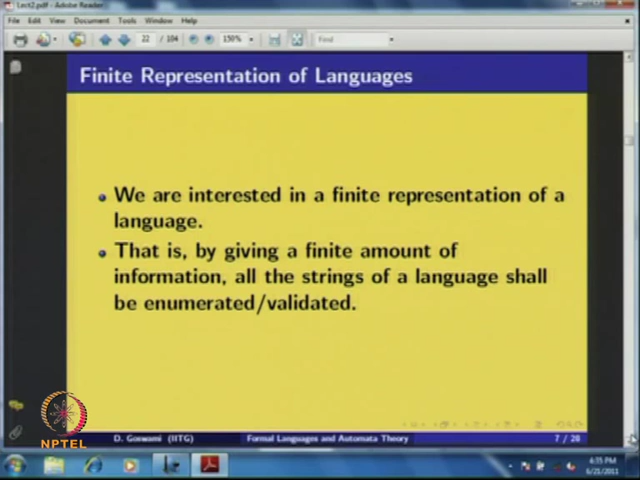 Lect2.pdf - Adobe Reader
File Edit View Document Tools Window Help
22 / 104 150% Find
Finite Representation of Languages
We are interested in a finite representation of a
language.
That is, by giving a finite amount of
information, all the strings of a language shall
be enumerated/validated.
NPTEL
D. Goswami (IITG) Formal Languages and Automata Theory 7 / 28
4:35 PM
6/21/2011